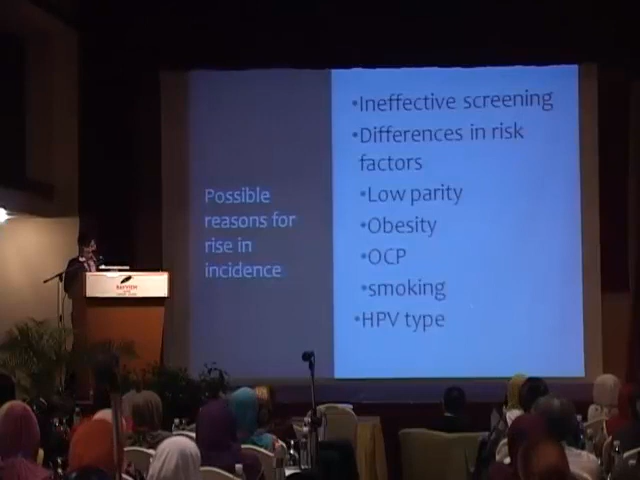 Possible
reasons for
rise in
incidence
•Ineffective screening
•Differences in risk
factors
•Low parity
•Obesity
•OCP
•smoking
•HPV type